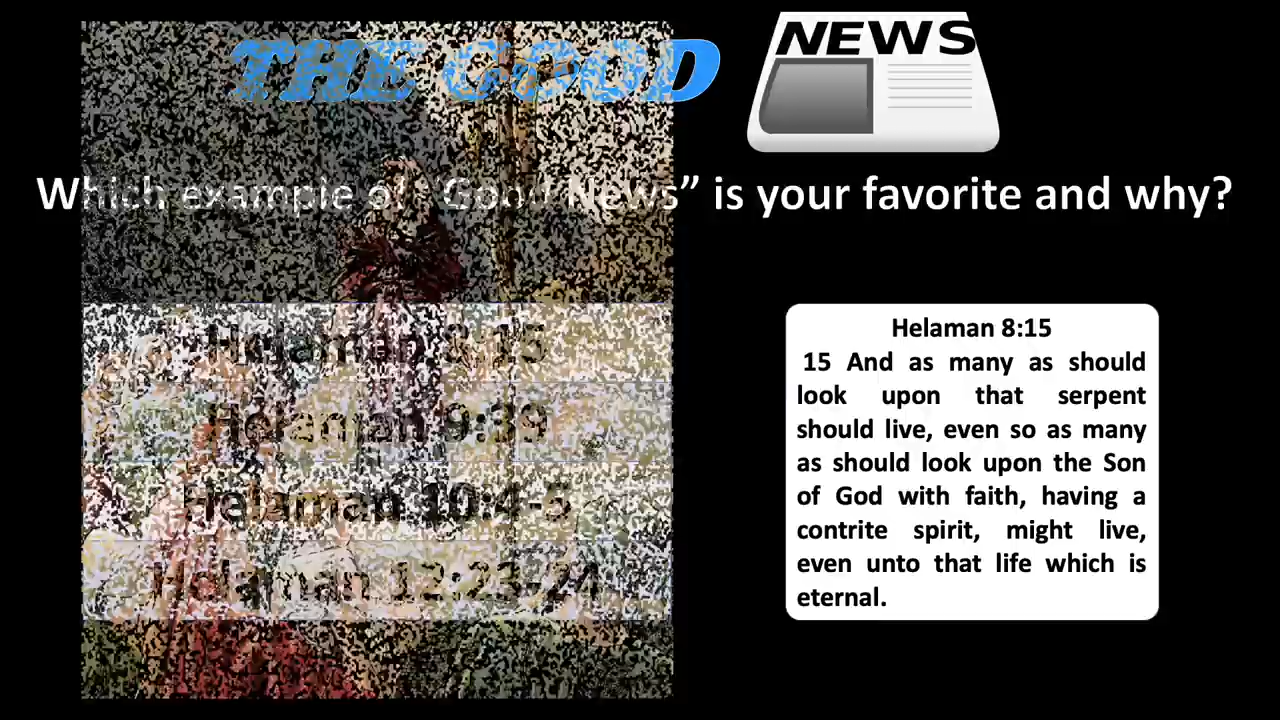 THE GOOD NEWS
Which example of “Good News” is your favorite and why?
Helaman 8:15
Helaman 9:39
Helaman 10:4-5
Helaman 12:23-24
Helaman 8:15
15 And as many as should
look upon that serpent
should live, even so as many
as should look upon the Son
of God with faith, having a
contrite spirit, might live,
even unto that life which is
eternal.